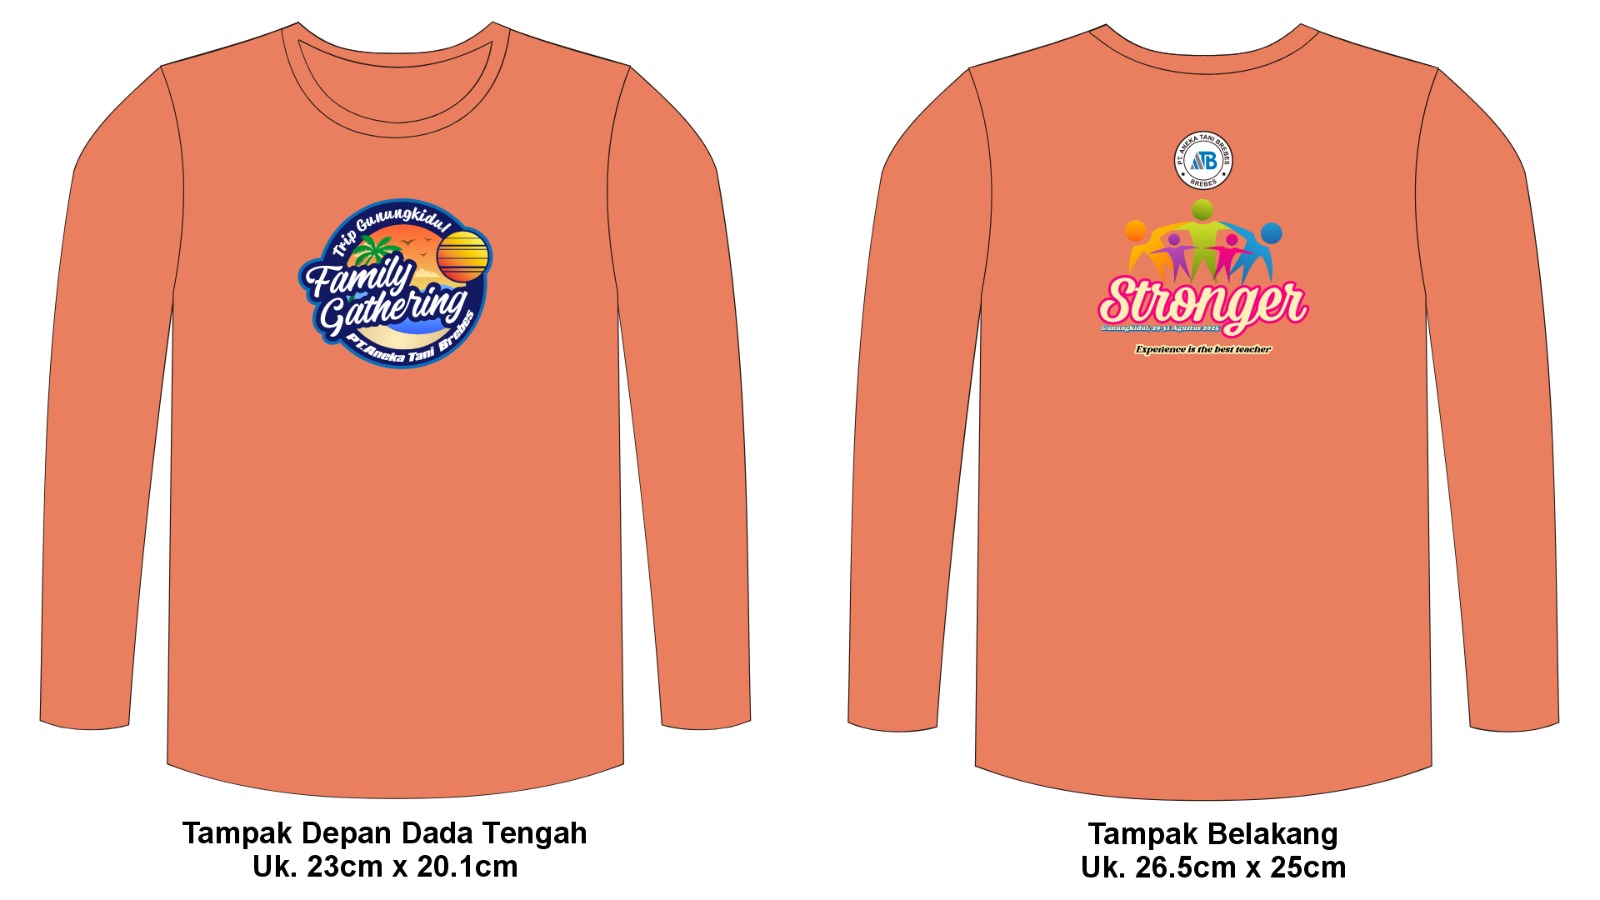 Trip Gunungkidul
Family
Gathering
PT.Aneka Tani Brebes
PT. ANEKA TANI BREBES
ATB
BREBES
Stronger
Gunungkidul, 29-31 Agustus 2025
Experience is the best teacher
Tampak Depan Dada Tengah
Uk. 23cm x 20.1cm
Tampak Belakang
Uk. 26.5cm x 25cm